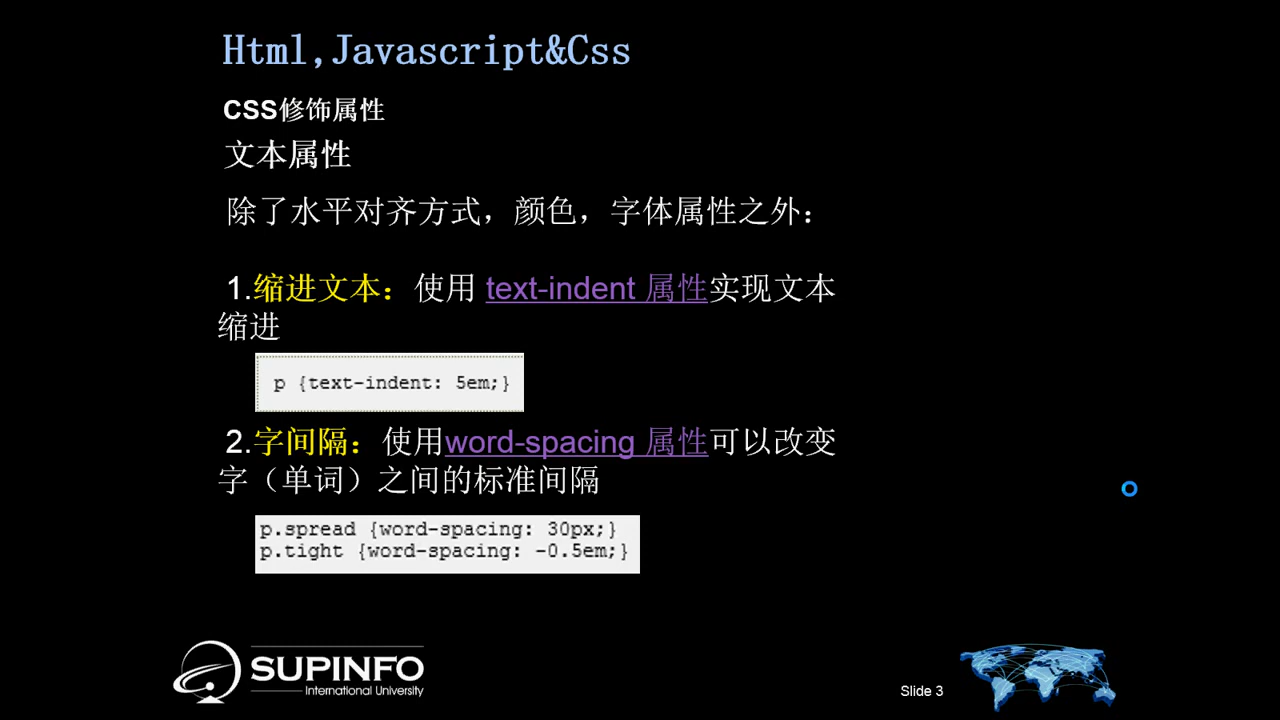 Html,Javascript&Css
CSS修饰属性
文本属性
除了水平对齐方式，颜色，字体属性之外：
1.缩进文本：使用 text-indent 属性实现文本
缩进
p {text-indent: 5em;}
2.字间隔：使用word-spacing 属性可以改变
字（单词）之间的标准间隔
p.spread {word-spacing: 30px;}
p.tight {word-spacing: -0.5em;}
SUPINFO
International University
Slide 3